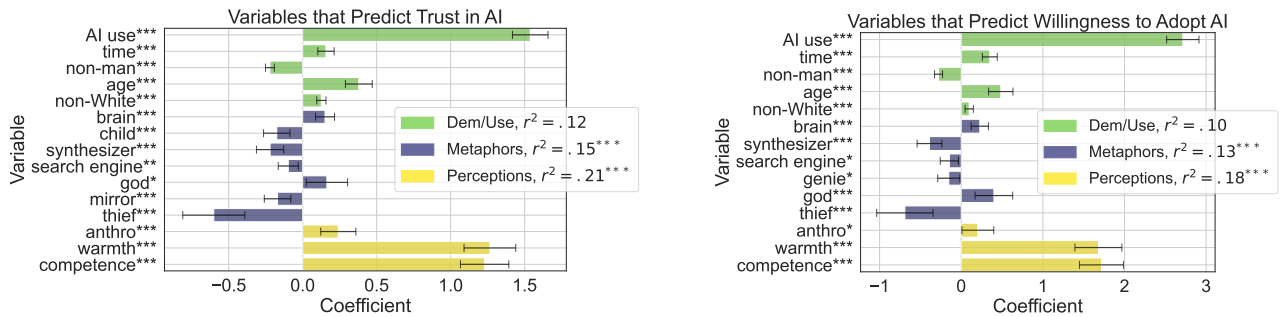 Variables that Predict Trust in AI
Variable
AI use***
time***
non-man***
age***
non-White***
brain***
child***
synthesizer***
search engine**
god*
mirror***
thief***
anthro***
warmth***
competence***
Dem/Use, r² = .12
Metaphors, r² = .15***
Perceptions, r² = .21***
−0.5 0.0 0.5 1.0 1.5
Coefficient
Variables that Predict Willingness to Adopt AI
Variable
AI use***
time***
non-man***
age***
non-White***
brain***
synthesizer***
search engine*
genie*
god***
thief***
anthro*
warmth***
competence***
Dem/Use, r² = .10
Metaphors, r² = .13***
Perceptions, r² = .18***
−1 0 1 2 3
Coefficient